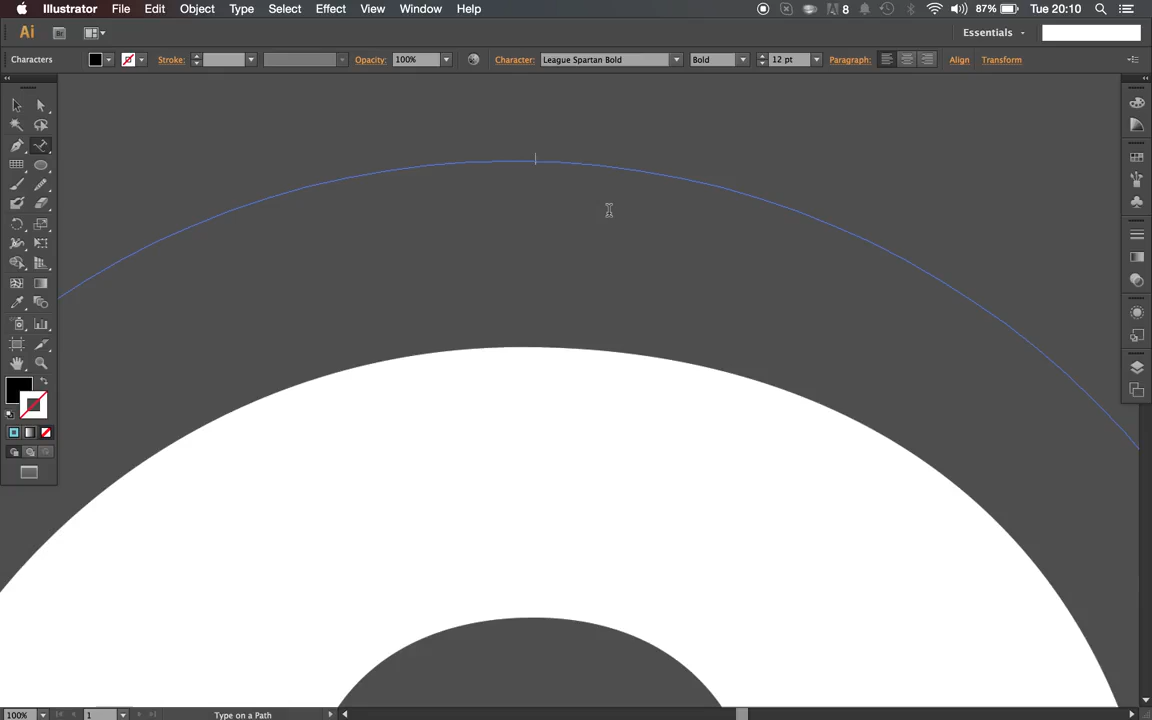 Illustrator File Edit Object Type Select Effect View Window Help
8 87% Tue 20:10
Ai Br Essentials
Characters Stroke: Opacity: 100% Character: League Spartan Bold Bold 12 pt Paragraph: Align Transform
100% 1 Type on a Path